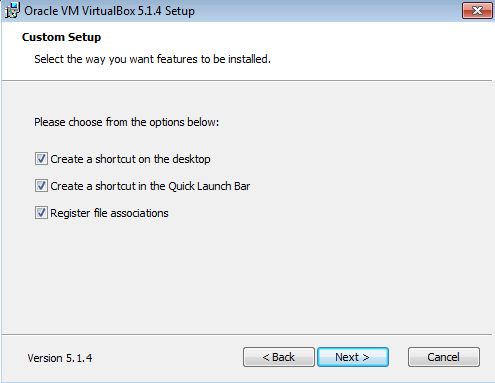 Oracle VM VirtualBox 5.1.4 Setup
Custom Setup
Select the way you want features to be installed.
Please choose from the options below:
Create a shortcut on the desktop
Create a shortcut in the Quick Launch Bar
Register file associations
Version 5.1.4
< Back
Next >
Cancel